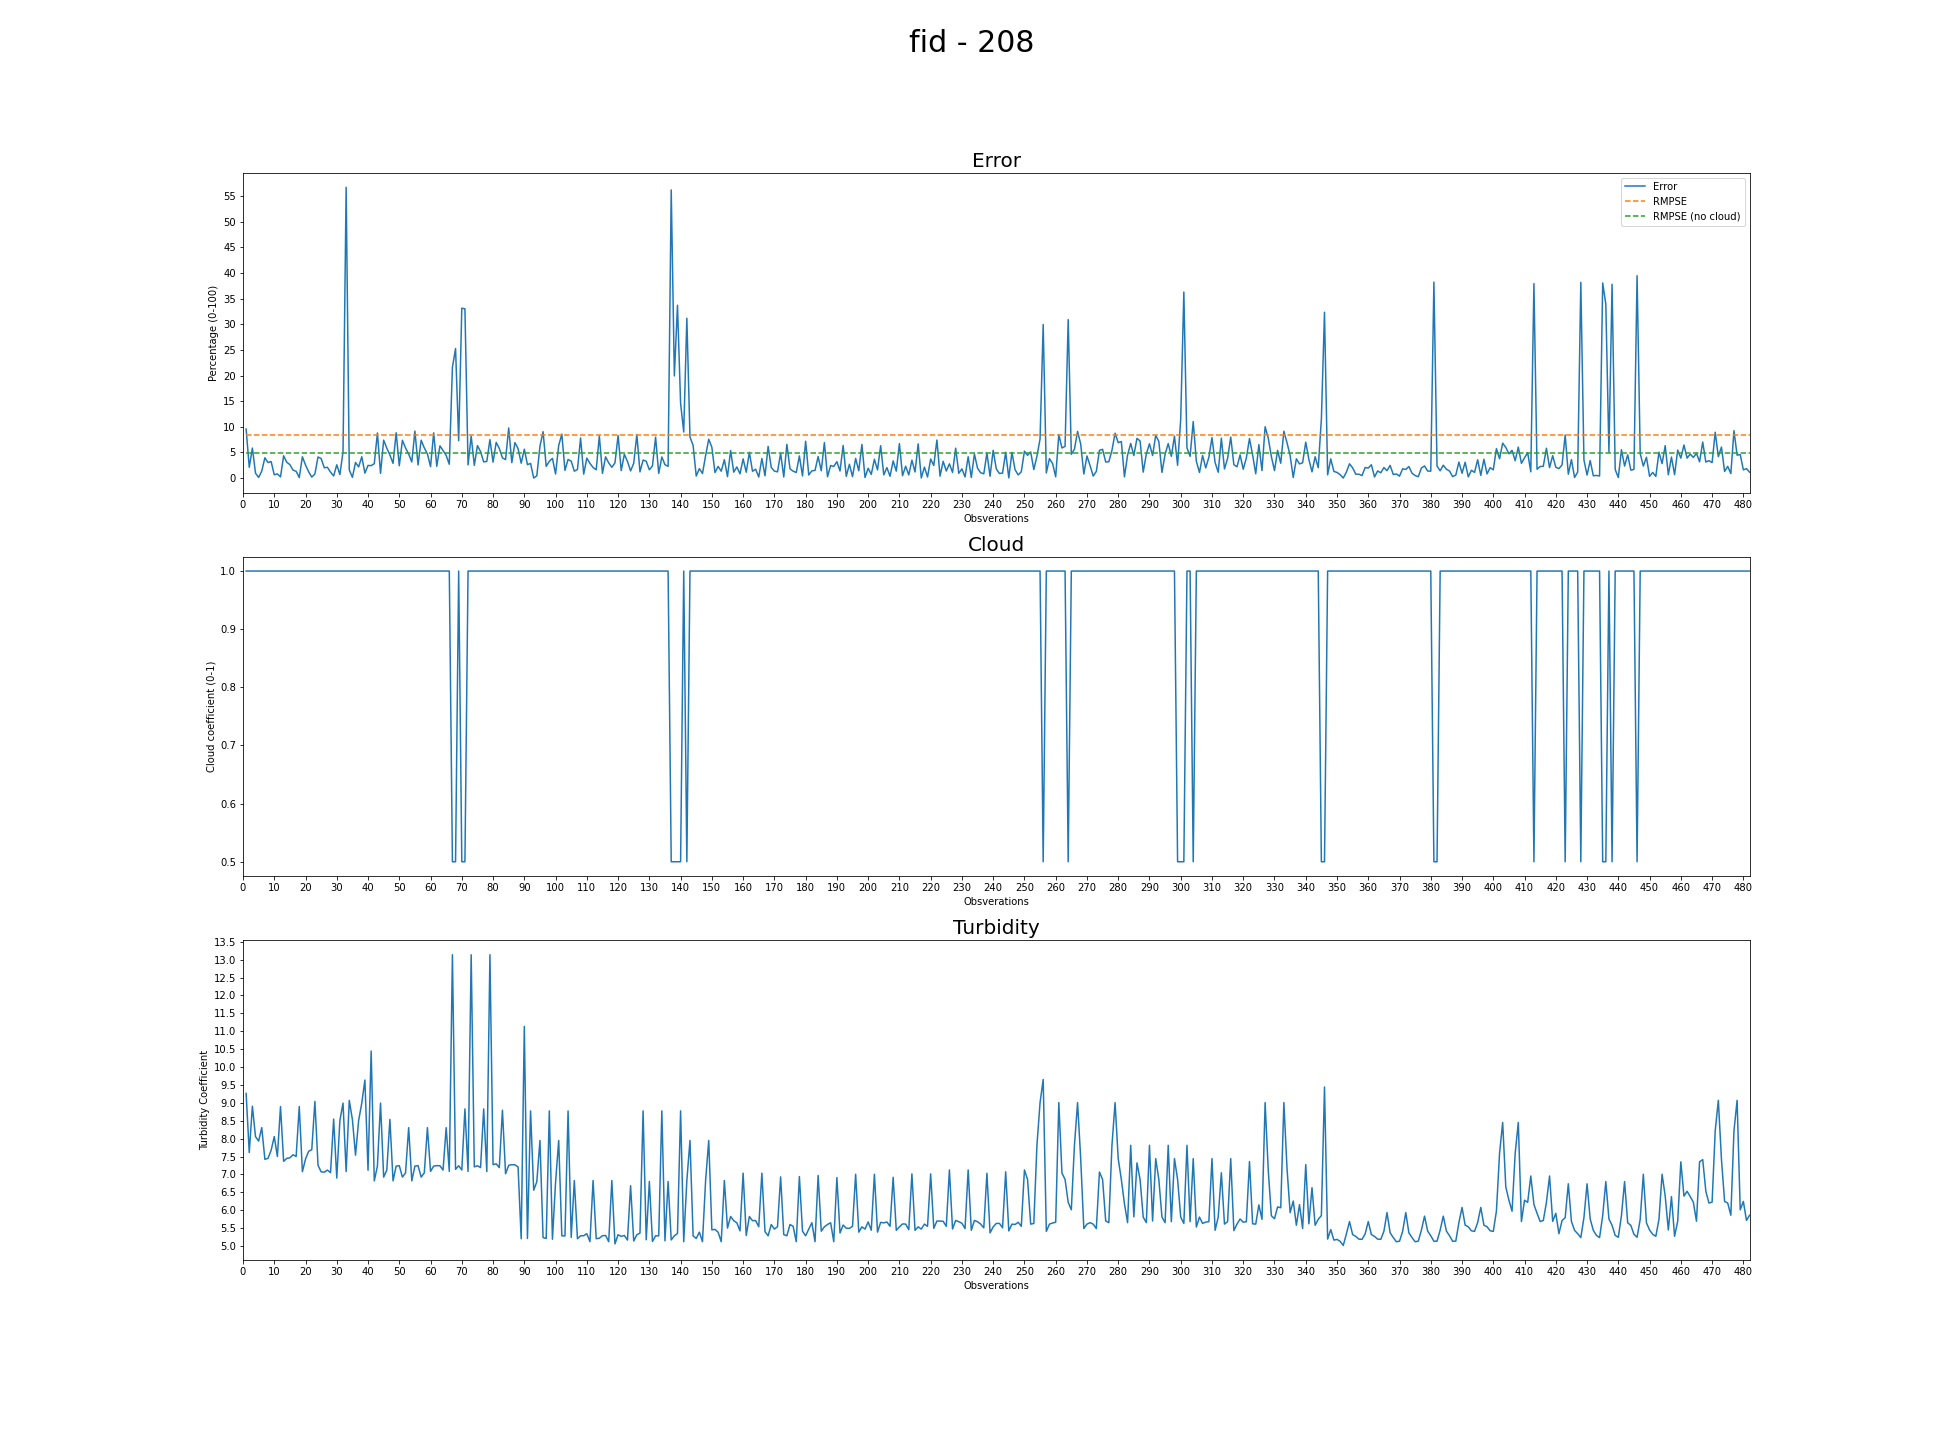 fid - 208
Error
Error
RMPSE
RMPSE (no cloud)
Percentage (0-100)
55
50
45
40
35
30
25
20
15
10
5
0
0 10 20 30 40 50 60 70 80 90 100 110 120 130 140 150 160 170 180 190 200 210 220 230 240 250 260 270 280 290 300 310 320 330 340 350 360 370 380 390 400 410 420 430 440 450 460 470 480
Obsverations
Cloud
Cloud coefficient (0-1)
1.0
0.9
0.8
0.7
0.6
0.5
0 10 20 30 40 50 60 70 80 90 100 110 120 130 140 150 160 170 180 190 200 210 220 230 240 250 260 270 280 290 300 310 320 330 340 350 360 370 380 390 400 410 420 430 440 450 460 470 480
Obsverations
Turbidity
Turbidity Coefficient
13.5
13.0
12.5
12.0
11.5
11.0
10.5
10.0
9.5
9.0
8.5
8.0
7.5
7.0
6.5
6.0
5.5
5.0
0 10 20 30 40 50 60 70 80 90 100 110 120 130 140 150 160 170 180 190 200 210 220 230 240 250 260 270 280 290 300 310 320 330 340 350 360 370 380 390 400 410 420 430 440 450 460 470 480
Obsverations